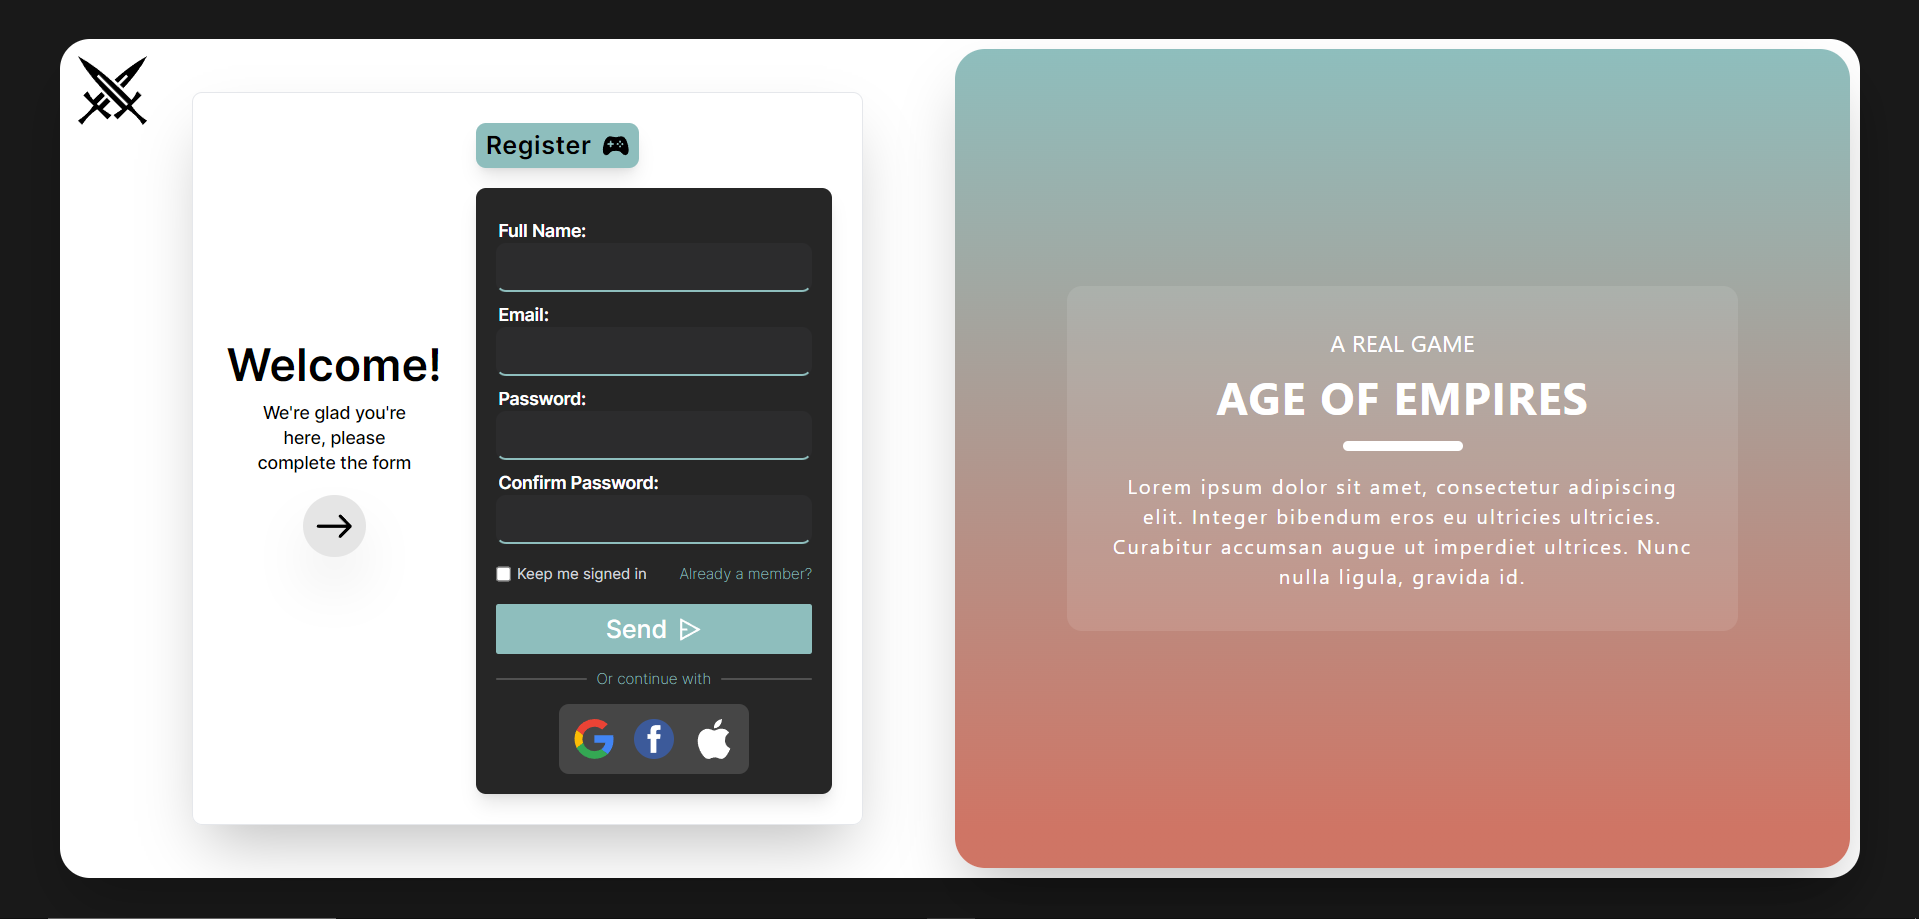 Register
Welcome!
We're glad you're
here, please
complete the form
Full Name:
Email:
Password:
Confirm Password:
Keep me signed in
Already a member?
Send
Or continue with
A REAL GAME
AGE OF EMPIRES
Lorem ipsum dolor sit amet, consectetur adipiscing
elit. Integer bibendum eros eu ultricies ultricies.
Curabitur accumsan augue ut imperdiet ultrices. Nunc
nulla ligula, gravida id.